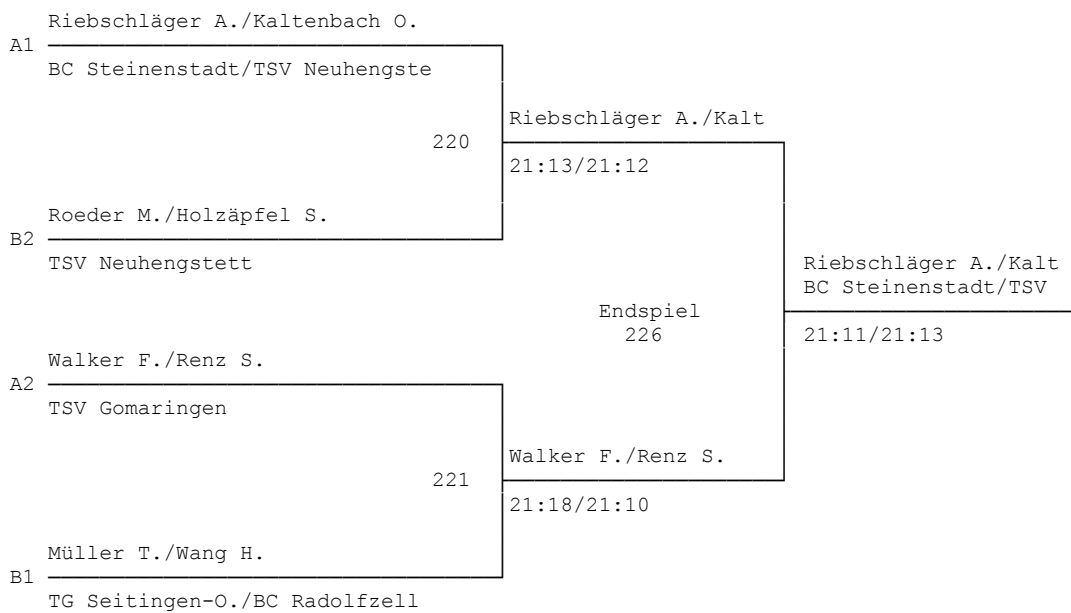 Riebschläger A./Kaltenbach O.
A1
BC Steinenstadt/TSV Neuhengste
Riebschläger A./Kalt
220
21:13/21:12
Roeder M./Holzäpfel S.
B2
TSV Neuhengstett
Riebschläger A./Kalt
BC Steinenstadt/TSV
Endspiel
226
21:11/21:13
Walker F./Renz S.
A2
TSV Gomaringen
Walker F./Renz S.
221
21:18/21:10
Müller T./Wang H.
B1
TG Seitingen-O./BC Radolfzell